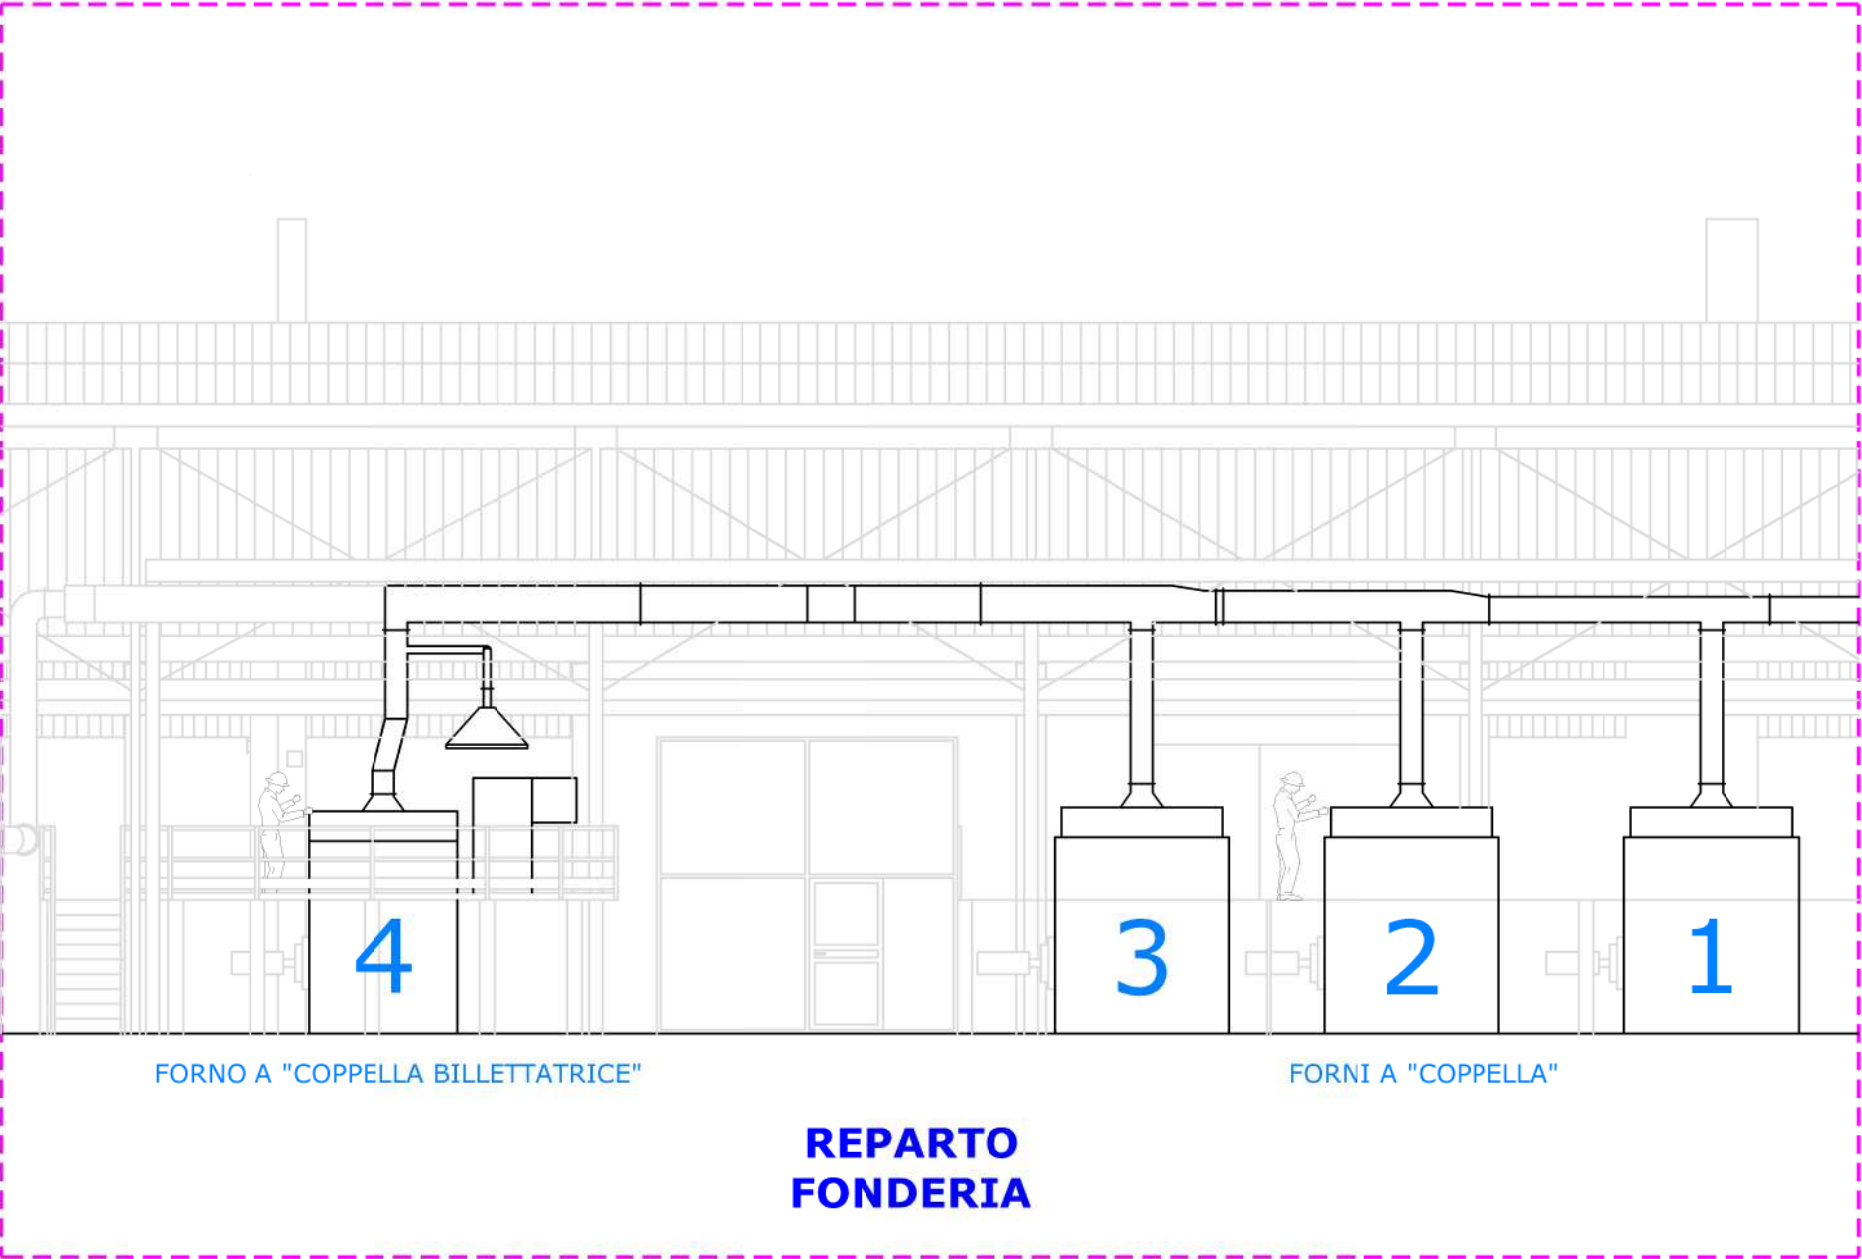 4
3
2
1
FORNO A "COPPELLA BILLETTATRICE"
FORNI A "COPPELLA"
REPARTO
FONDERIA